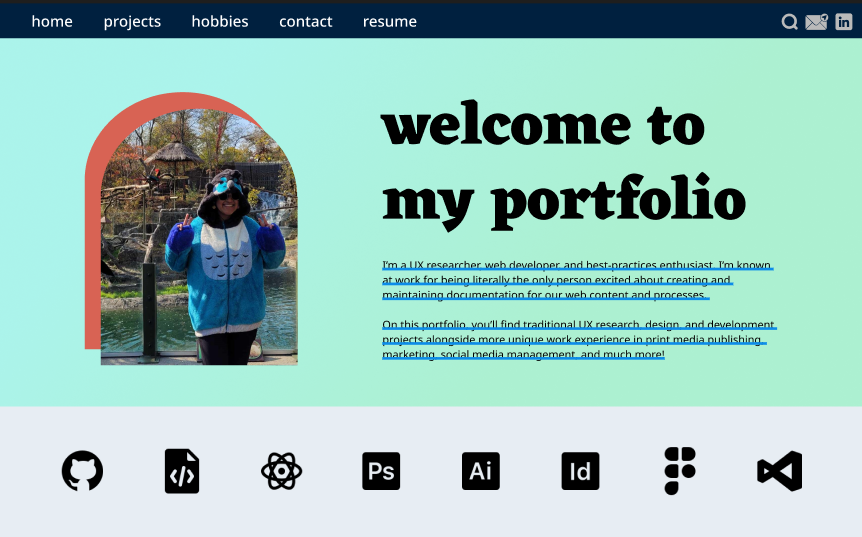 home projects hobbies contact resume
in
welcome to
my portfolio
I'm a UX researcher, web developer, and best-practices enthusiast. I'm known
at work for being literally the only person excited about creating and
maintaining documentation for our web content and processes.
On this portfolio, you'll find traditional UX research, design, and development
projects alongside more unique work experience in print media publishing,
marketing, social media management, and much more!
Ps Ai Id